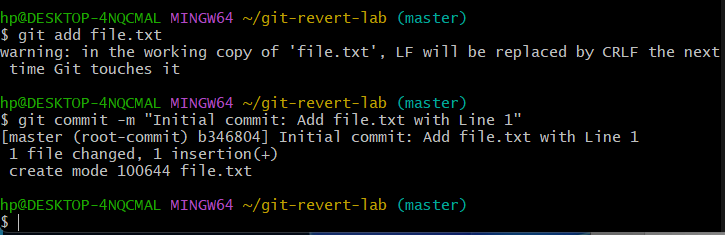 hp@DESKTOP-4NQCMAL MINGW64 ~/git-revert-lab (master)
$ git add file.txt
warning: in the working copy of 'file.txt', LF will be replaced by CRLF the next
 time Git touches it
hp@DESKTOP-4NQCMAL MINGW64 ~/git-revert-lab (master)
$ git commit -m "Initial commit: Add file.txt with Line 1"
[master (root-commit) b346804] Initial commit: Add file.txt with Line 1
 1 file changed, 1 insertion(+)
 create mode 100644 file.txt
hp@DESKTOP-4NQCMAL MINGW64 ~/git-revert-lab (master)
$